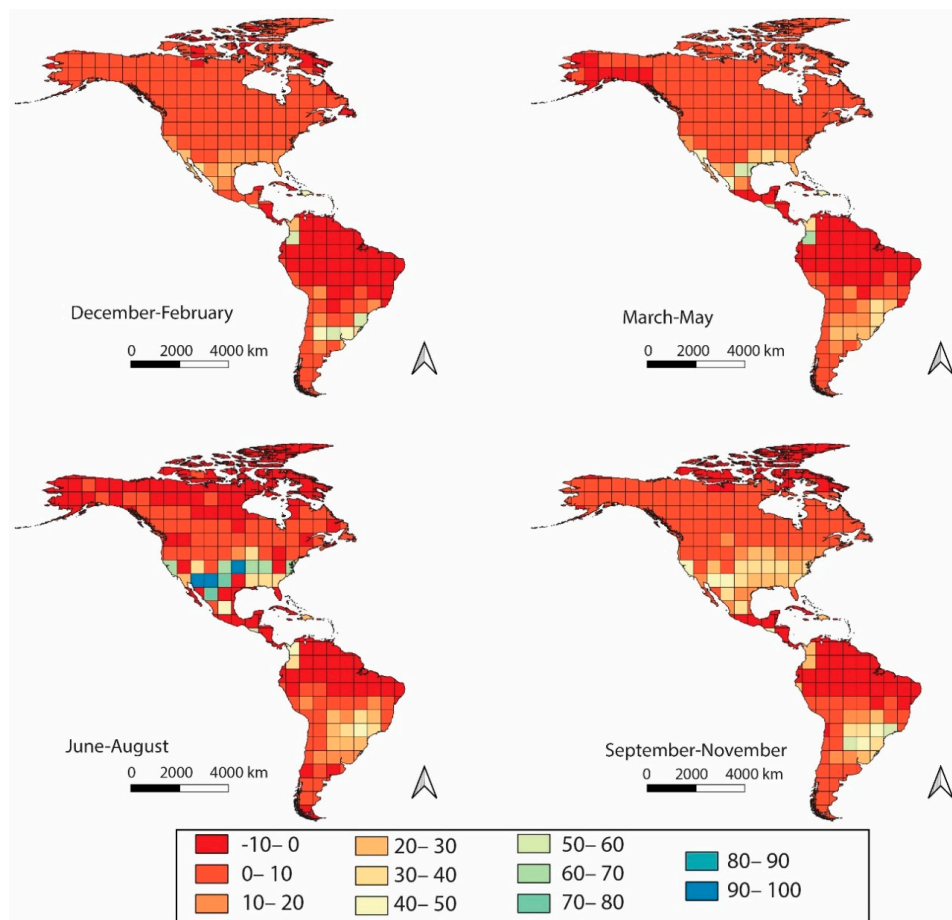 December-February
0 2000 4000 km
March-May
0 2000 4000 km
June-August
0 2000 4000 km
September-November
0 2000 4000 km
-10– 0
0– 10
10– 20
20– 30
30– 40
40– 50
50– 60
60– 70
70– 80
80– 90
90– 100